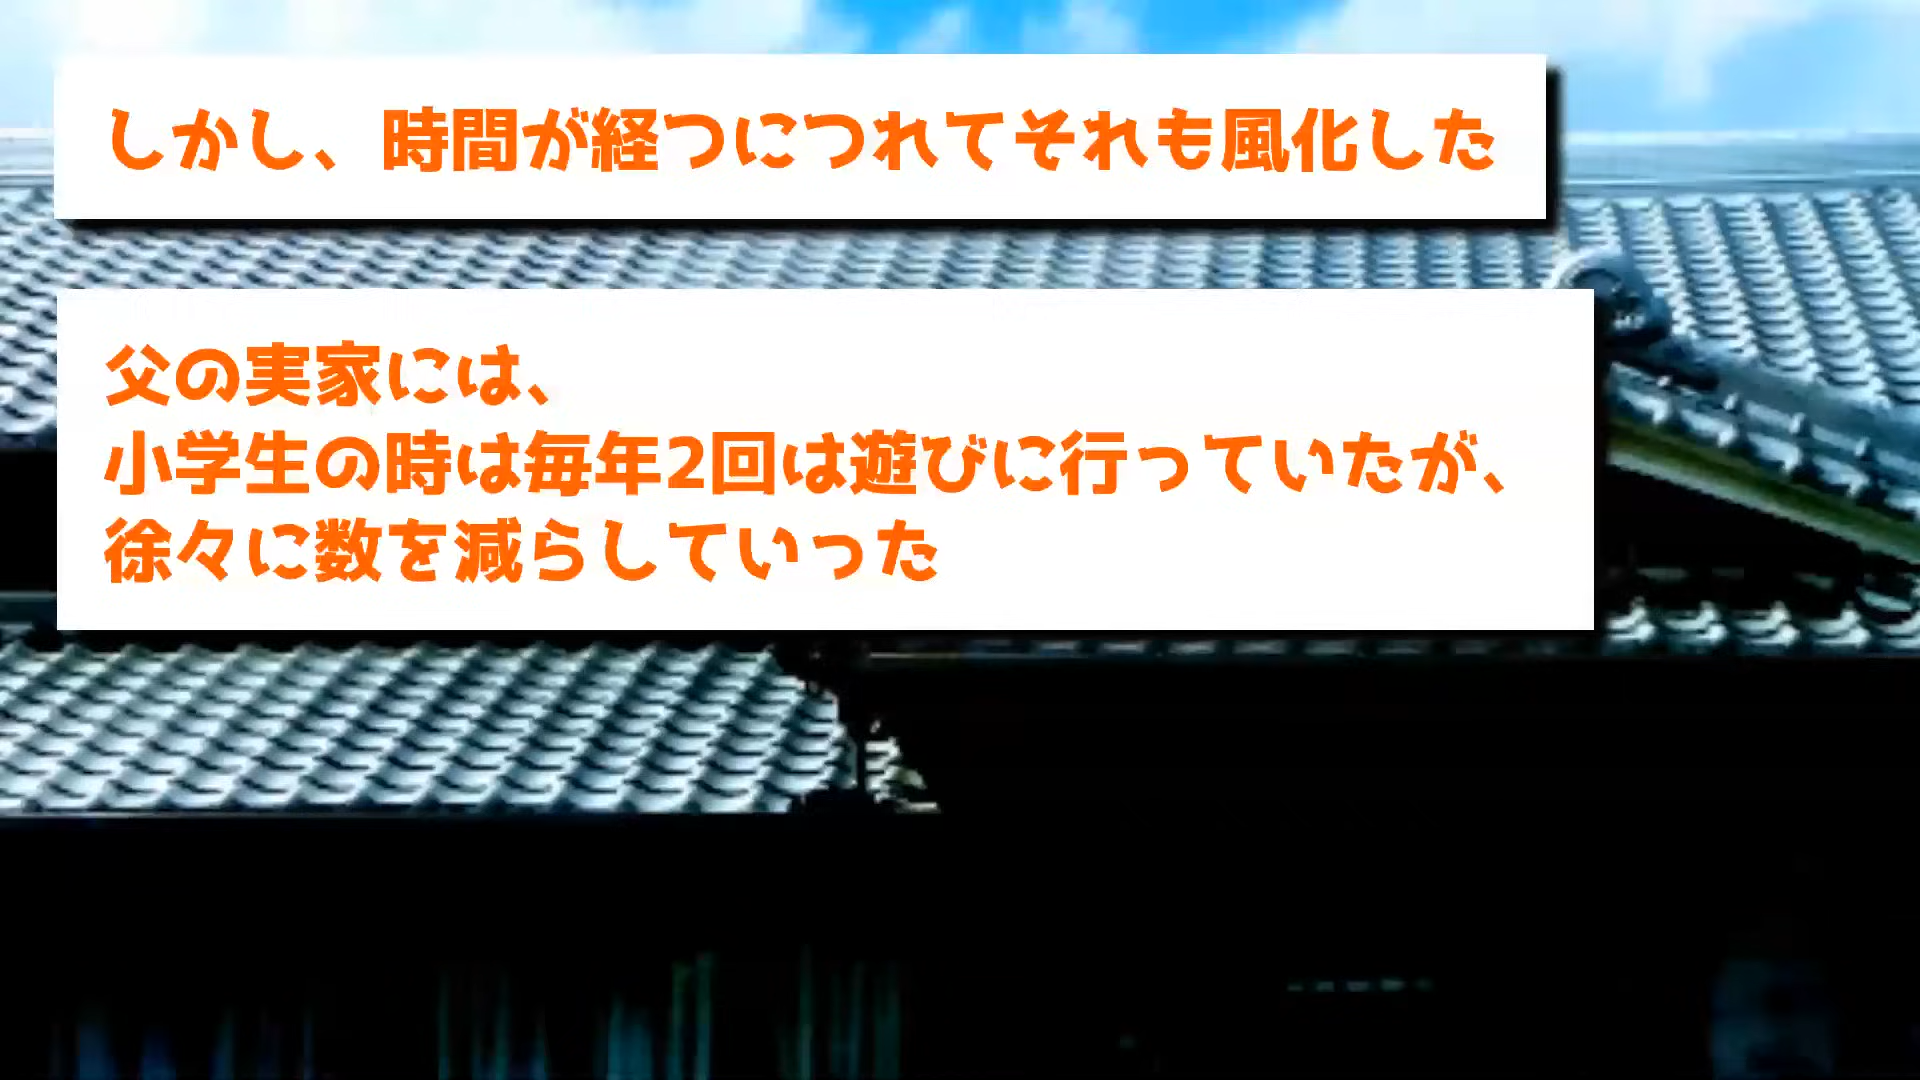 しかし、時間が経つにつれてそれも風化した
父の実家には、
小学生の時は毎年2回は遊びに行っていたが、
徐々に数を減らしていった